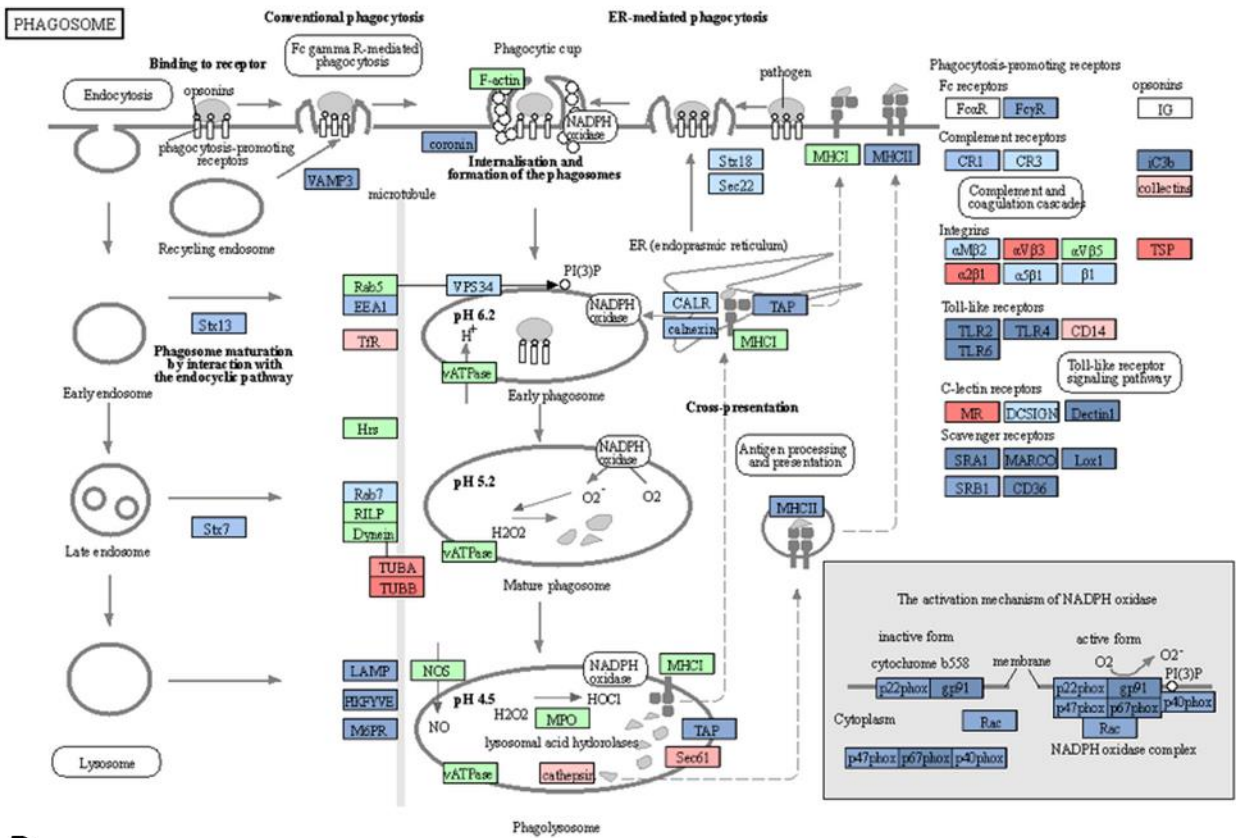 PHAGOSOME
Conventional phagocytosis
ER-mediated phagocytosis
Fc gamma R-mediated
phagocytosis
Phagocytic cup
F-actin
Binding to receptor
Endocytosis
opsonins
pathogen
NADPH
oxidase
phagocytosis-promoting
receptors
coronin
Internalisation and
formation of the phagosomes
Stx18
Sec22
MHCI
MHCII
VAMP3
microtubule
Recycling endosome
ER (endoprasmic reticulum)
Phagocytosis-promoting receptors
Fc receptors
opsonins
FcαR
FcγR
IG
Complement receptors
CR1
CR3
iC3b
collectins
Complement and
coagulation cascades
Integrins
αMβ2
αVβ3
αVβ5
TSP
α2β1
α5β1
β1
Toll-like receptors
TLR2
TLR4
CD14
TLR6
Toll-like receptor
signaling pathway
C-lectin receptors
MR
DCSIGN
Dectin1
Scavenger receptors
SRA1
MARCO
Lox1
SRB1
CD36
Rab5
EEA1
VPS34
PI(3)P
NADPH
oxidase
CALR
calnexin
TAP
MHCI
Stx13
TfR
pH 6.2
H+
vATPase
Phagosome maturation
by interaction with
the endocyclic pathway
Early endosome
Early phagosome
Cross-presentation
Hrs
NADPH
oxidase
Antigen processing
and presentation
pH 5.2
O2-
O2
H2O2
Rab7
RILP
Dynein
Stx7
vATPase
MHCII
Late endosome
TUBA
TUBB
Mature phagosome
LAMP
PIKFYVE
M6PR
NOS
NADPH
oxidase
MHCI
pH 4.5
H2O2
HOCl
MPO
NO
lysosomal acid hydorolases
TAP
Sec61
vATPase
cathepsin
Lysosome
Phagolysosome
The activation mechanism of NADPH oxidase
inactive form
active form
cytochrome b558
membrane
O2
O2-
PI(3)P
p22phox
gp91
p22phox
gp91
p47phox
p67phox
p40phox
Cytoplasm
Rac
Rac
NADPH oxidase complex
p47phox
p67phox
p40phox